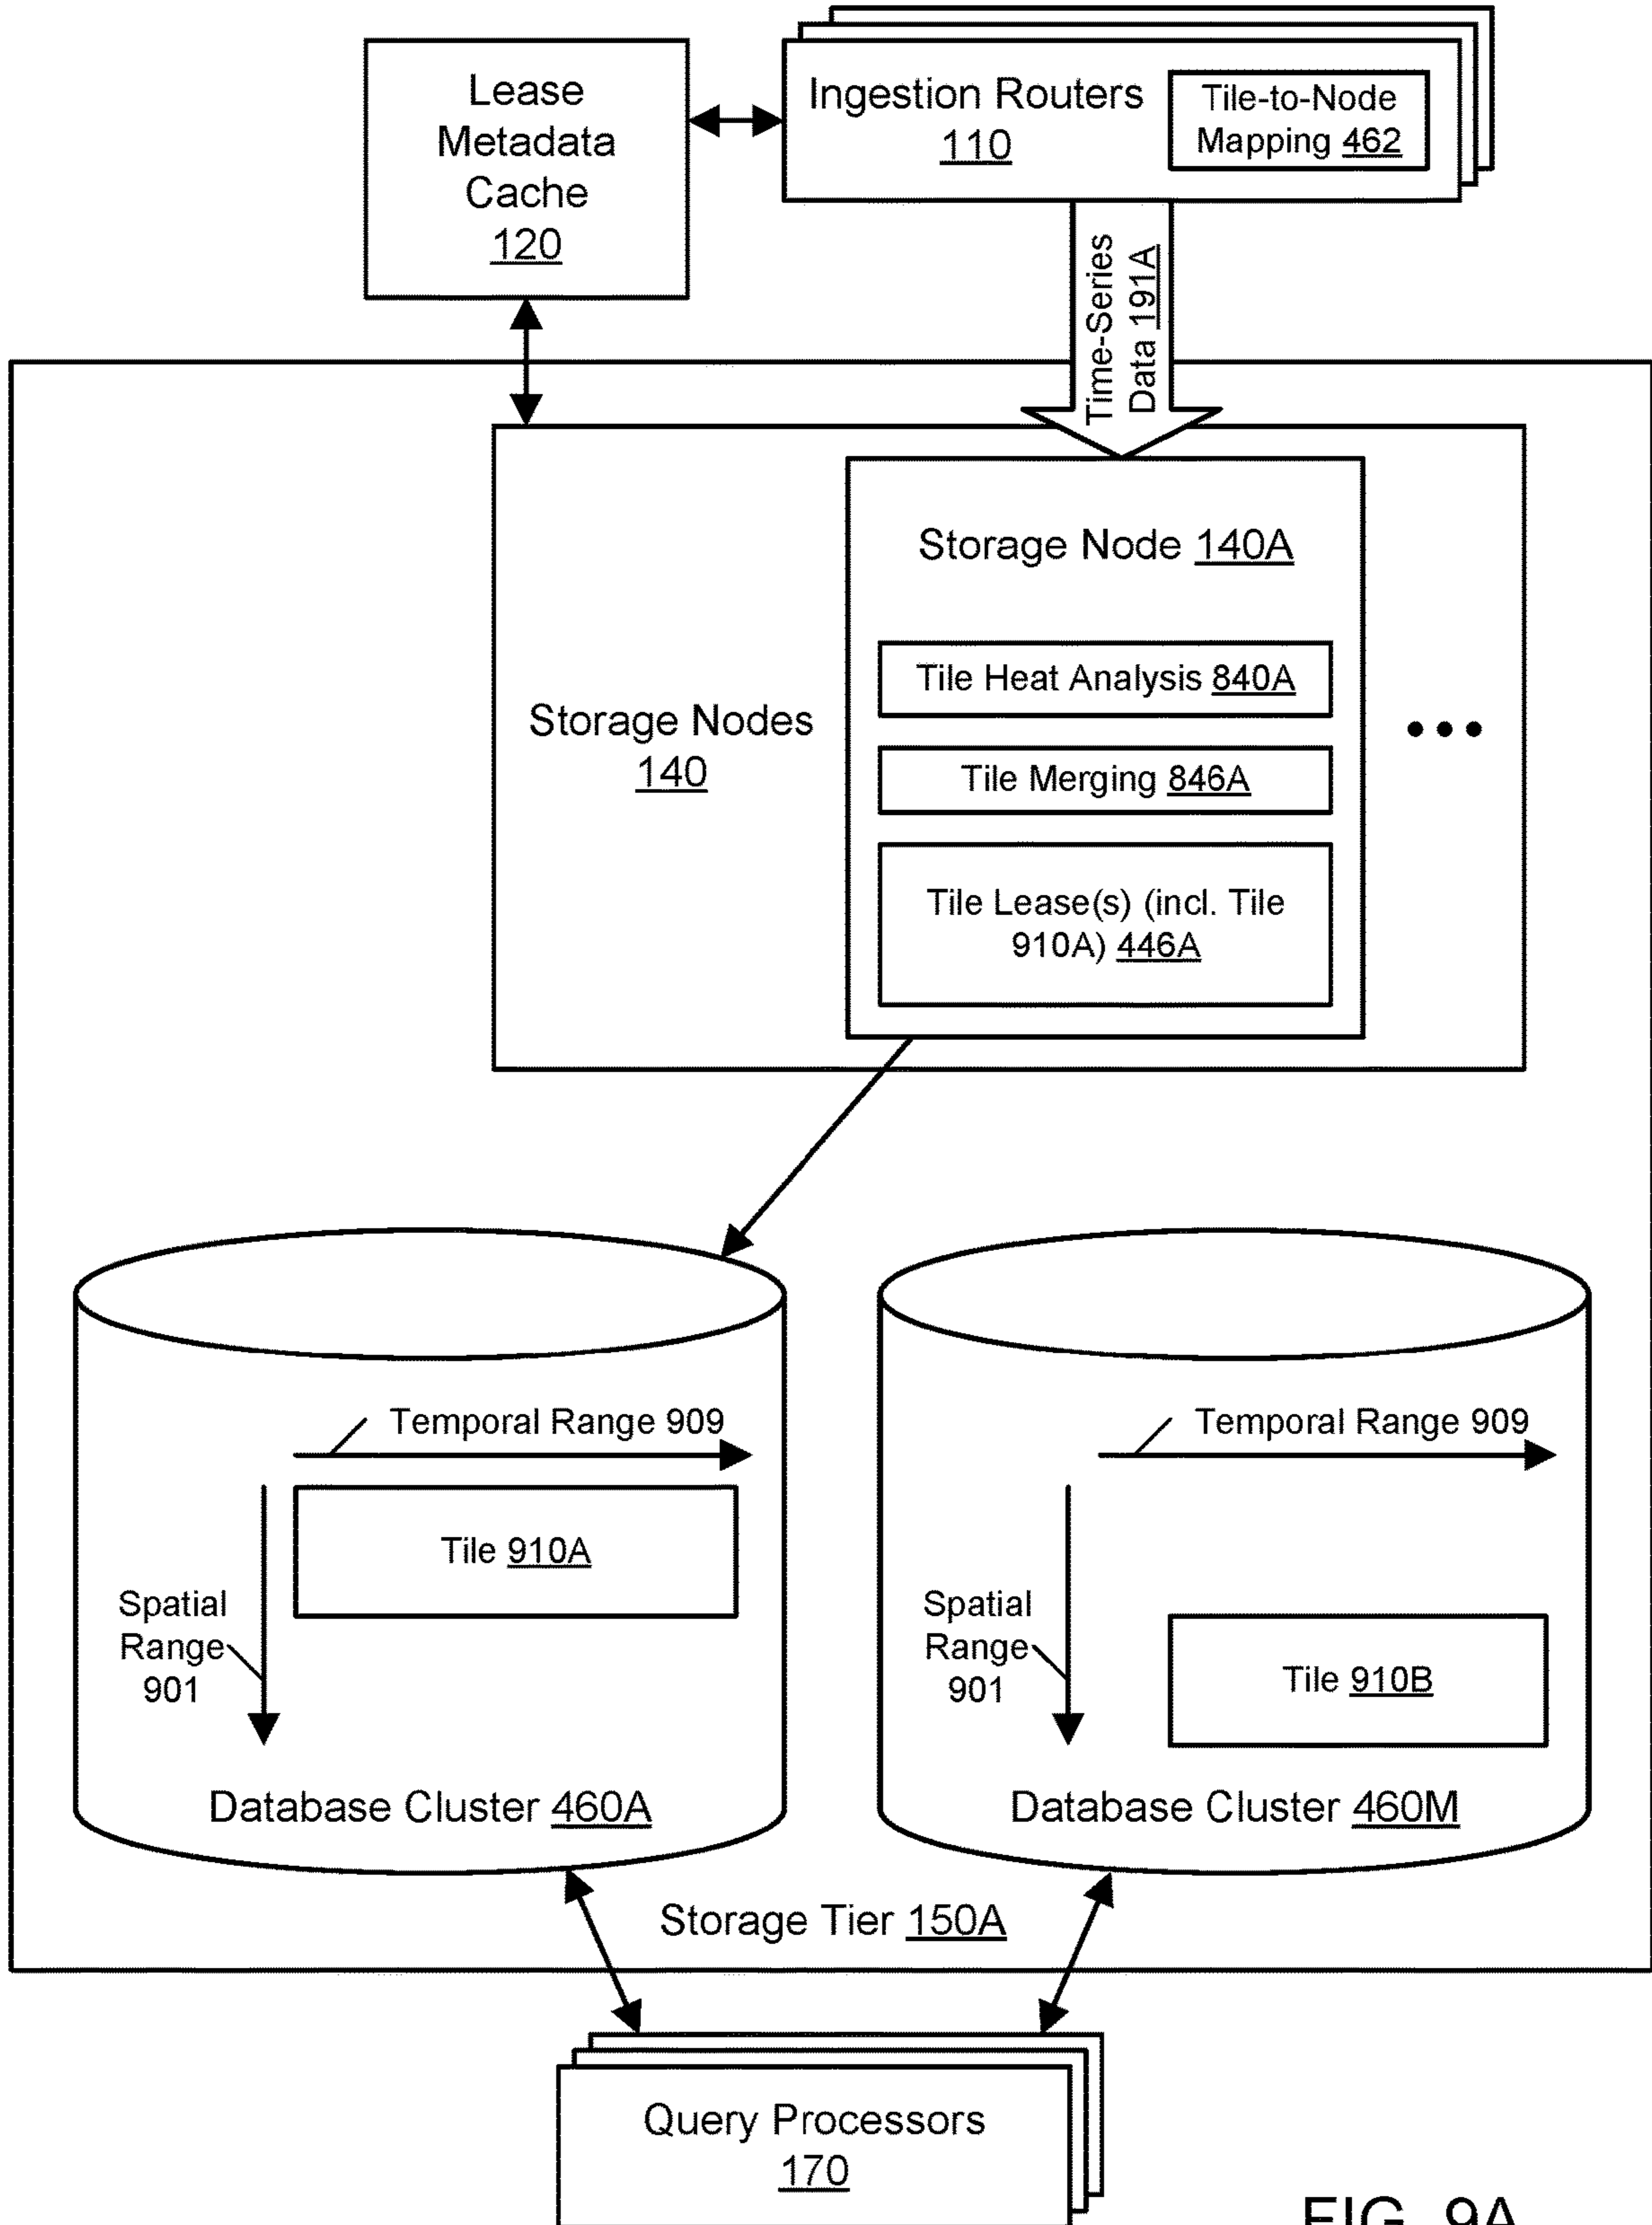 Lease
Metadata
Cache
120
Ingestion Routers
110
Tile-to-Node
Mapping 462
Time-Series
Data 191A
Storage Node 140A
Tile Heat Analysis 840A
Storage Nodes
140
Tile Merging 846A
Tile Lease(s) (incl. Tile
910A) 446A
Temporal Range 909
Tile 910A
Spatial
Range
901
Database Cluster 460A
Temporal Range 909
Spatial
Range
901
Tile 910B
Database Cluster 460M
Storage Tier 150A
Query Processors
170
FIG. 9A